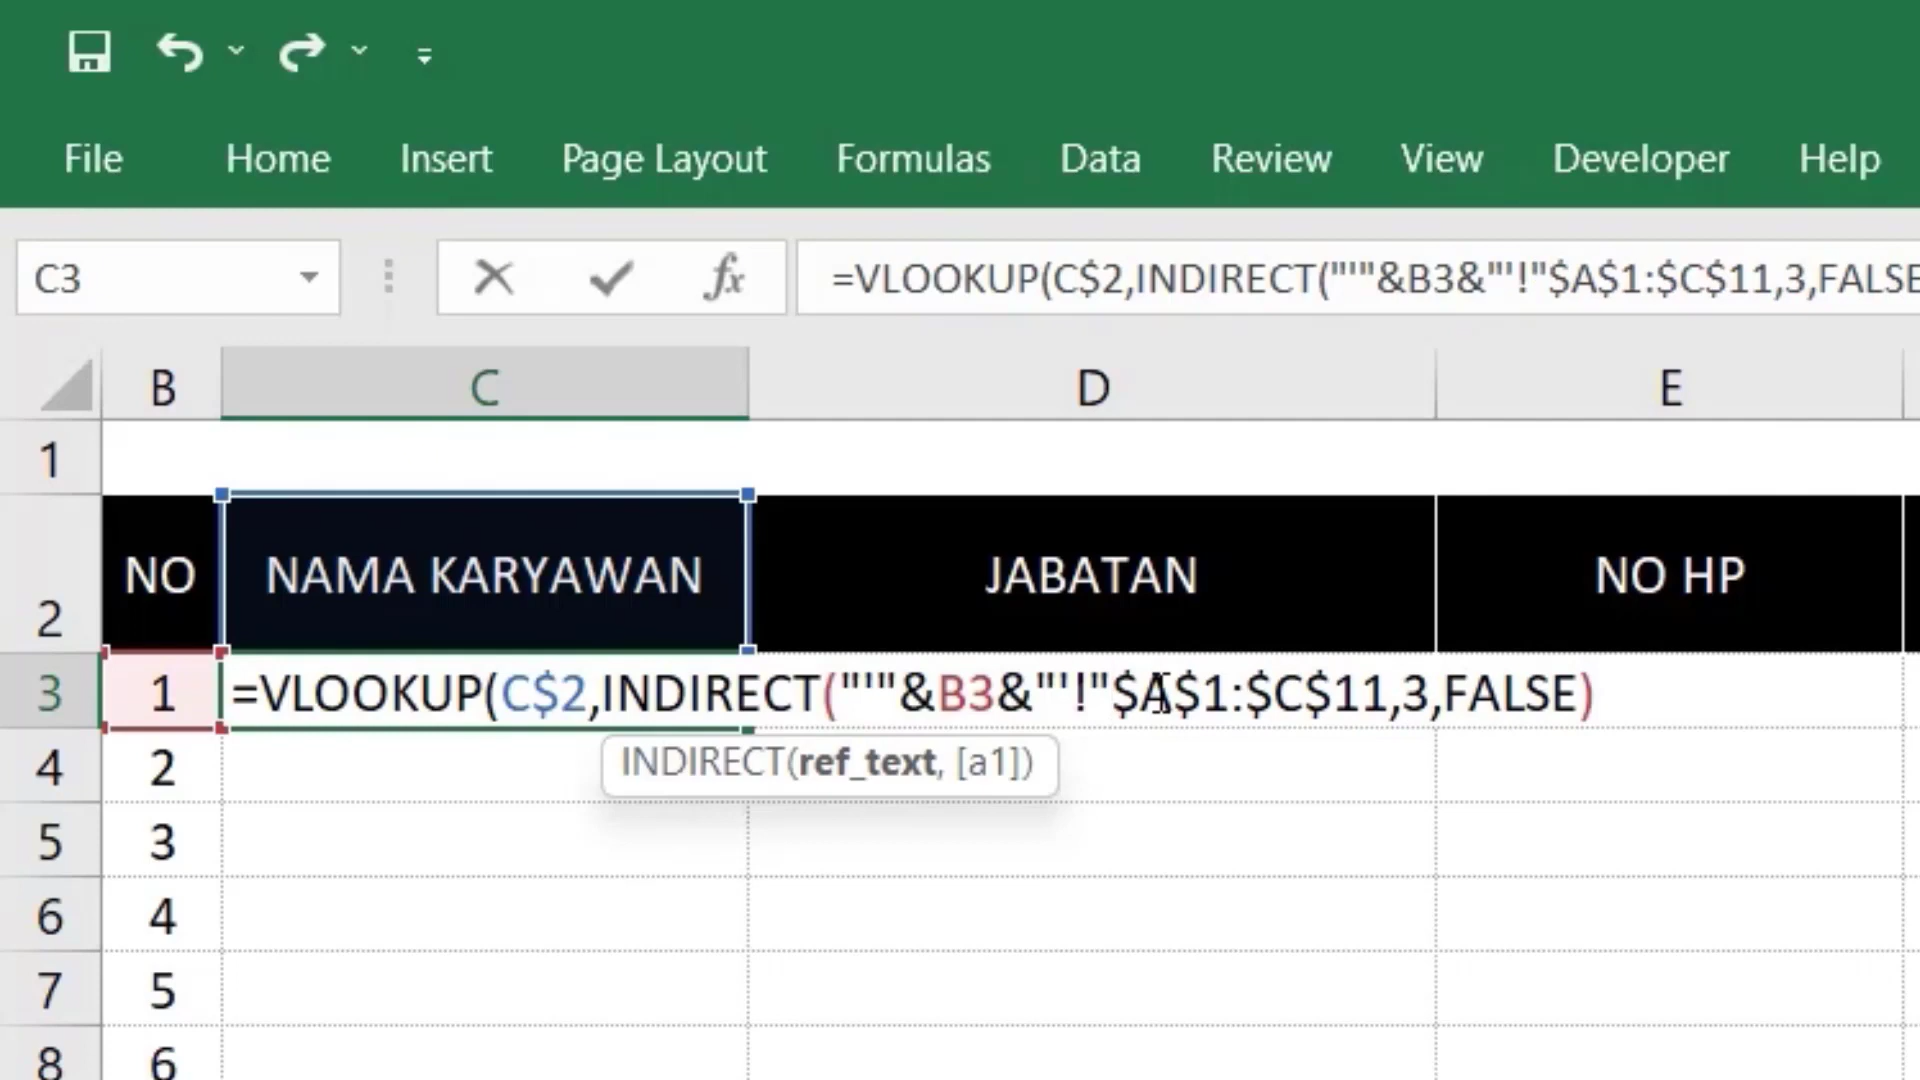 File Home Insert Page Layout Formulas Data Review View Developer Help
C3 fx =VLOOKUP(C$2,INDIRECT("'"&B3&"'!"$A$1:$C$11,3,FALSE
B C D E
1
2 NO NAMA KARYAWAN JABATAN NO HP
3 1 =VLOOKUP(C$2,INDIRECT("'"&B3&"'!"$A$1:$C$11,3,FALSE)
INDIRECT(ref_text, [a1])
4 2
5 3
6 4
7 5
8 6